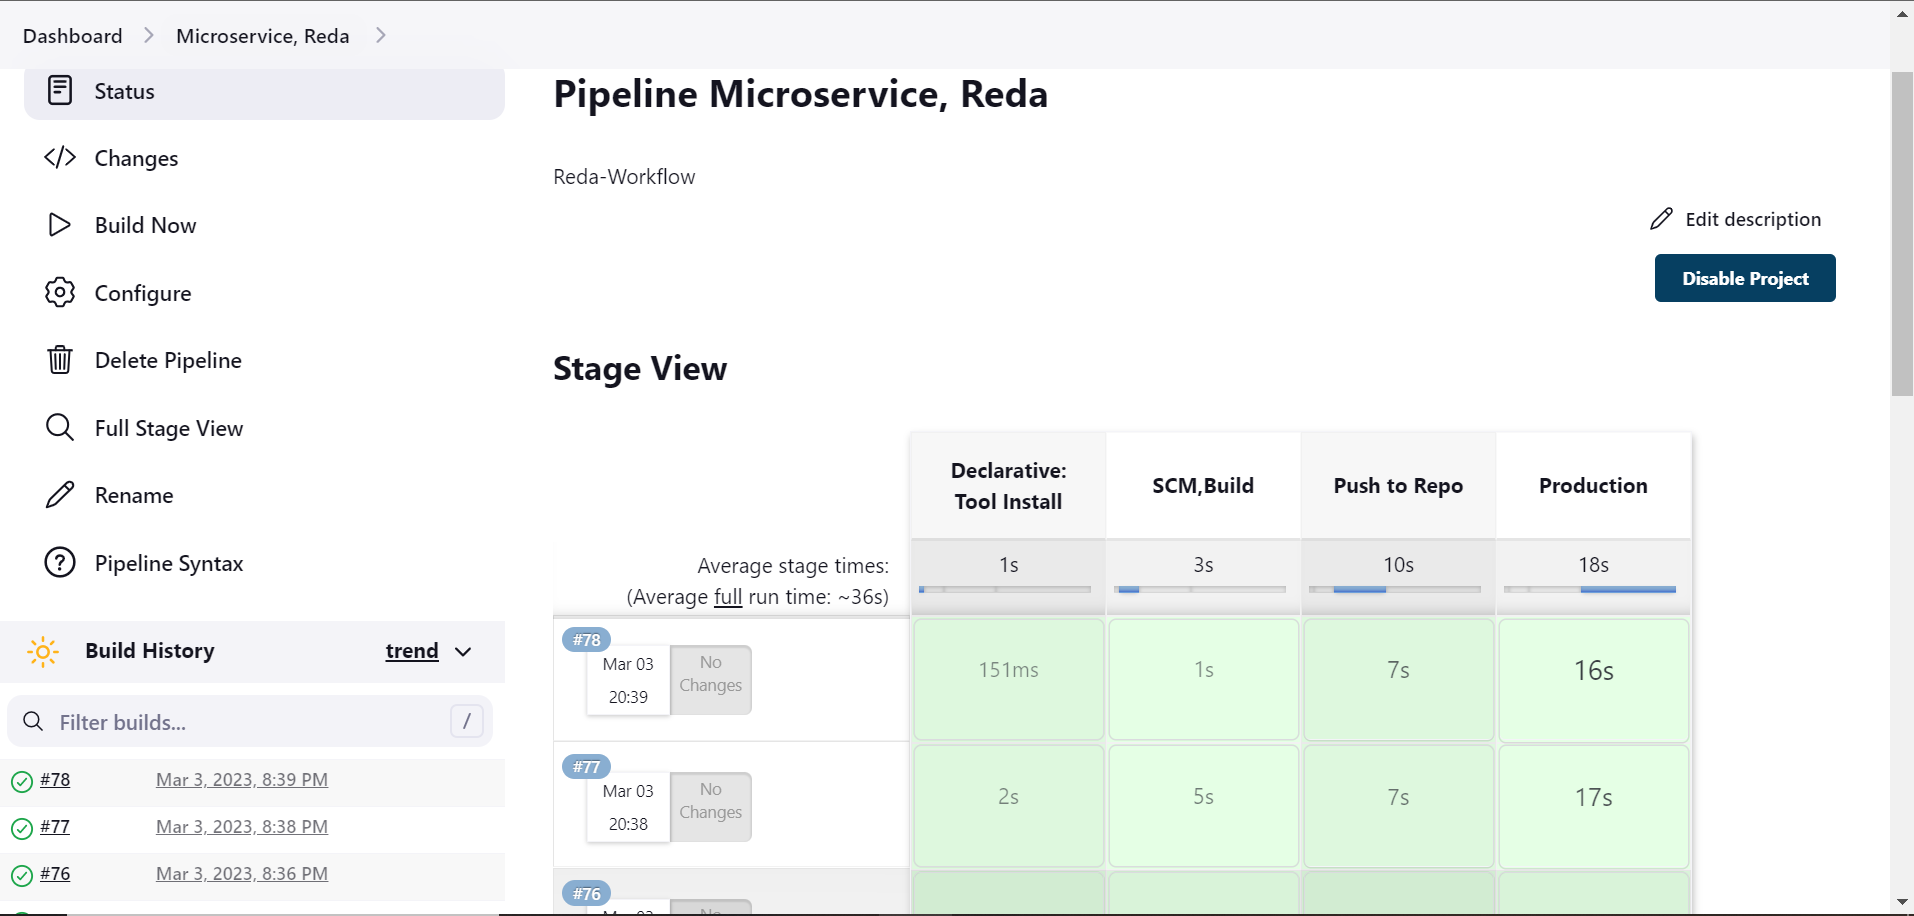 Dashboard
Microservice, Reda
Status
Changes
Build Now
Configure
Delete Pipeline
Full Stage View
Rename
Pipeline Syntax
Build History
trend
Filter builds...
/
#78 Mar 3, 2023, 8:39 PM
#77 Mar 3, 2023, 8:38 PM
#76 Mar 3, 2023, 8:36 PM
Pipeline Microservice, Reda
Reda-Workflow
Edit description
Disable Project
Stage View
Declarative:
Tool Install
SCM,Build
Push to Repo
Production
Average stage times:
(Average full run time: ~36s)
1s
3s
10s
18s
#78
Mar 03
20:39
No
Changes
151ms
1s
7s
16s
#77
Mar 03
20:38
No
Changes
2s
5s
7s
17s
#76
Mar 03
No